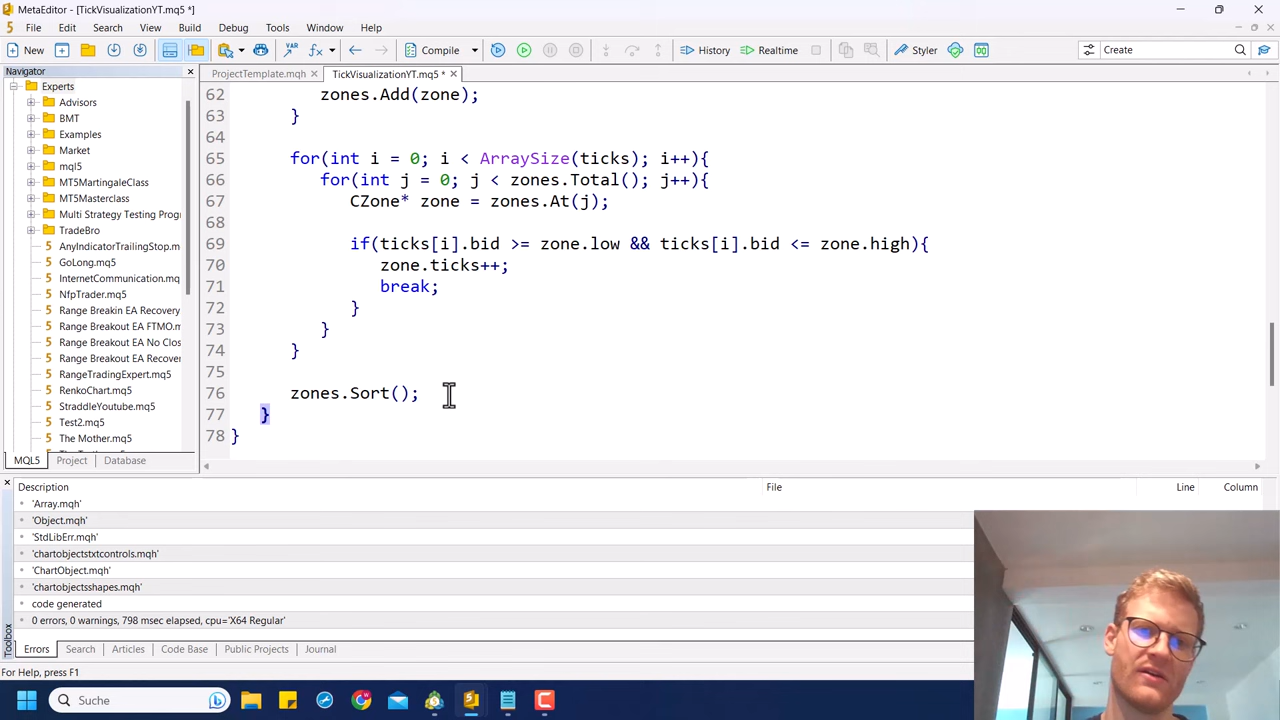 MetaEditor - [TickVisualizationYT.mq5 *]
File Edit Search View Build Debug Tools Window Help
New Compile History Realtime Styler Create
Navigator
ProjectTemplate.mqh TickVisualizationYT.mq5 *
Experts
Advisors
BMT
Examples
Market
mql5
MT5MartingaleClass
MT5Masterclass
Multi Strategy Testing Progr
TradeBro
AnyIndicatorTrailingStop.m
GoLong.mq5
InternetCommunication.mq
NfpTrader.mq5
Range Breakin EA Recovery
Range Breakout EA FTMO.m
Range Breakout EA No Clos
Range Breakout EA Recover
RangeTradingExpert.mq5
RenkoChart.mq5
StraddleYoutube.mq5
Test2.mq5
The Mother.mq5
MQL5 Project Database
62 zones.Add(zone);
63 }
64
65 for(int i = 0; i < ArraySize(ticks); i++){
66 for(int j = 0; j < zones.Total(); j++){
67 CZone* zone = zones.At(j);
68
69 if(ticks[i].bid >= zone.low && ticks[i].bid <= zone.high){
70 zone.ticks++;
71 break;
72 }
73 }
74 }
75
76 zones.Sort();
77 }
78 }
Description File Line Column
'Array.mqh'
'Object.mqh'
'StdLibErr.mqh'
'chartobjectstxtcontrols.mqh'
'ChartObject.mqh'
'chartobjectsshapes.mqh'
code generated
0 errors, 0 warnings, 798 msec elapsed, cpu='X64 Regular'
Toolbox
Errors Search Articles Code Base Public Projects Journal
For Help, press F1
Suche